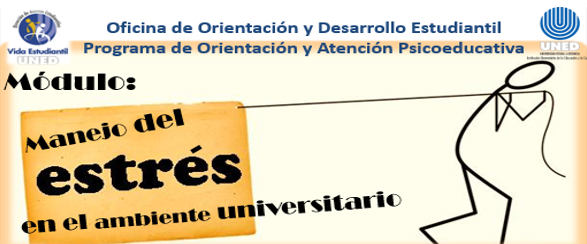 Oficina de Orientación y Desarrollo Estudiantil
Programa de Orientación y Atención Psicoeducativa
Vida Estudiantil
UNED
UNED
Módulo:
Manejo del
estrés
en el ambiente universitario